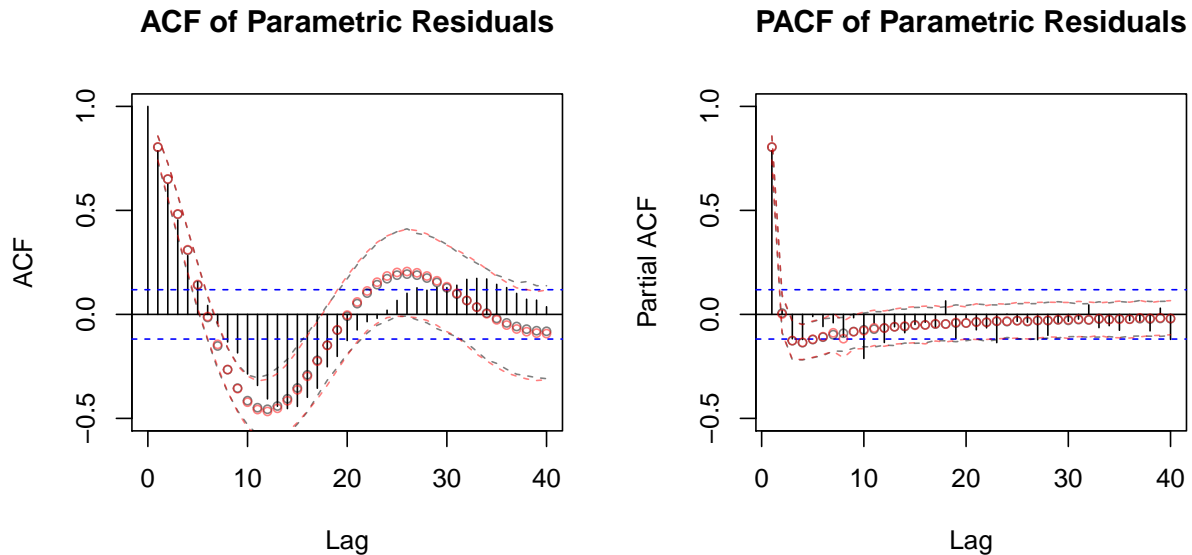 ACF of Parametric Residuals
ACF
1.0
0.5
0.0
−0.5
0 10 20 30 40
Lag
PACF of Parametric Residuals
Partial ACF
1.0
0.5
0.0
−0.5
0 10 20 30 40
Lag